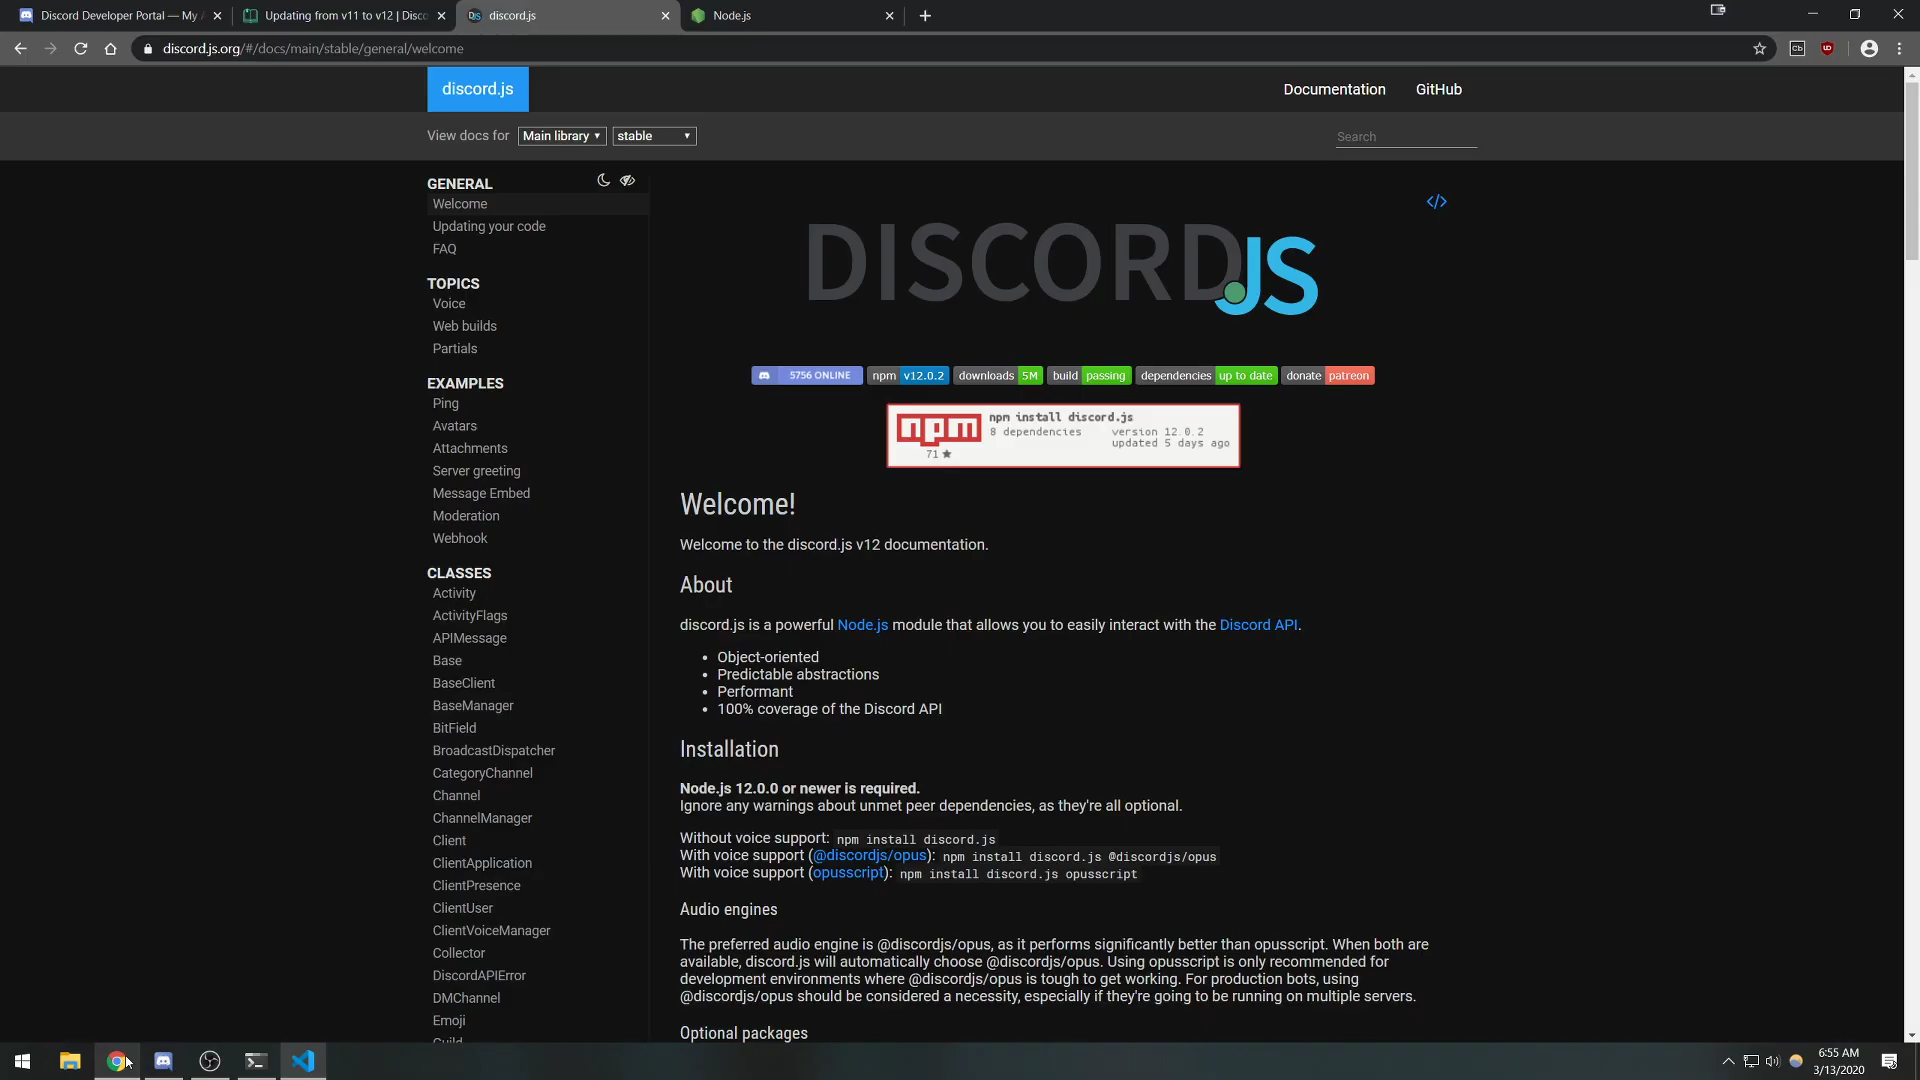 Discord Developer Portal — My A
Updating from v11 to v12 | Disco
discord.js
Node.js
discord.js.org/#/docs/main/stable/general/welcome
discord.js
Documentation
GitHub
View docs for
Main library
stable
Search
GENERAL
Welcome
Updating your code
FAQ
TOPICS
Voice
Web builds
Partials
EXAMPLES
Ping
Avatars
Attachments
Server greeting
Message Embed
Moderation
Webhook
CLASSES
Activity
ActivityFlags
APIMessage
Base
BaseClient
BaseManager
BitField
BroadcastDispatcher
CategoryChannel
Channel
ChannelManager
Client
ClientApplication
ClientPresence
ClientUser
ClientVoiceManager
Collector
DiscordAPIError
DMChannel
Emoji
Guild
</>
DISCORD.JS
5756 ONLINE
npm v12.0.2
downloads 5M
build passing
dependencies up to date
donate patreon
npm
71 ★
npm install discord.js
8 dependencies version 12.0.2
updated 5 days ago
Welcome!
Welcome to the discord.js v12 documentation.
About
discord.js is a powerful Node.js module that allows you to easily interact with the Discord API.
• Object-oriented
• Predictable abstractions
• Performant
• 100% coverage of the Discord API
Installation
Node.js 12.0.0 or newer is required.
Ignore any warnings about unmet peer dependencies, as they're all optional.
Without voice support: npm install discord.js
With voice support (@discordjs/opus): npm install discord.js @discordjs/opus
With voice support (opusscript): npm install discord.js opusscript
Audio engines
The preferred audio engine is @discordjs/opus, as it performs significantly better than opusscript. When both are
available, discord.js will automatically choose @discordjs/opus. Using opusscript is only recommended for
development environments where @discordjs/opus is tough to get working. For production bots, using
@discordjs/opus should be considered a necessity, especially if they're going to be running on multiple servers.
Optional packages
6:55 AM
3/13/2020